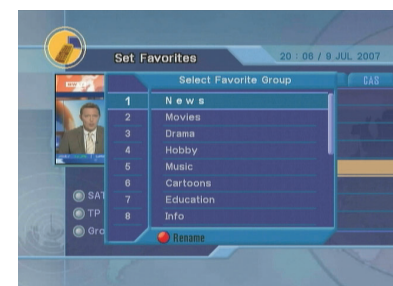 Set Favorites
20 : 06 / 9 JUL 2007
Select Favorite Group
CAS
1 News
2 Movies
3 Drama
4 Hobby
5 Music
6 Cartoons
7 Education
8 Info
SAT
TP
Gro
Rename